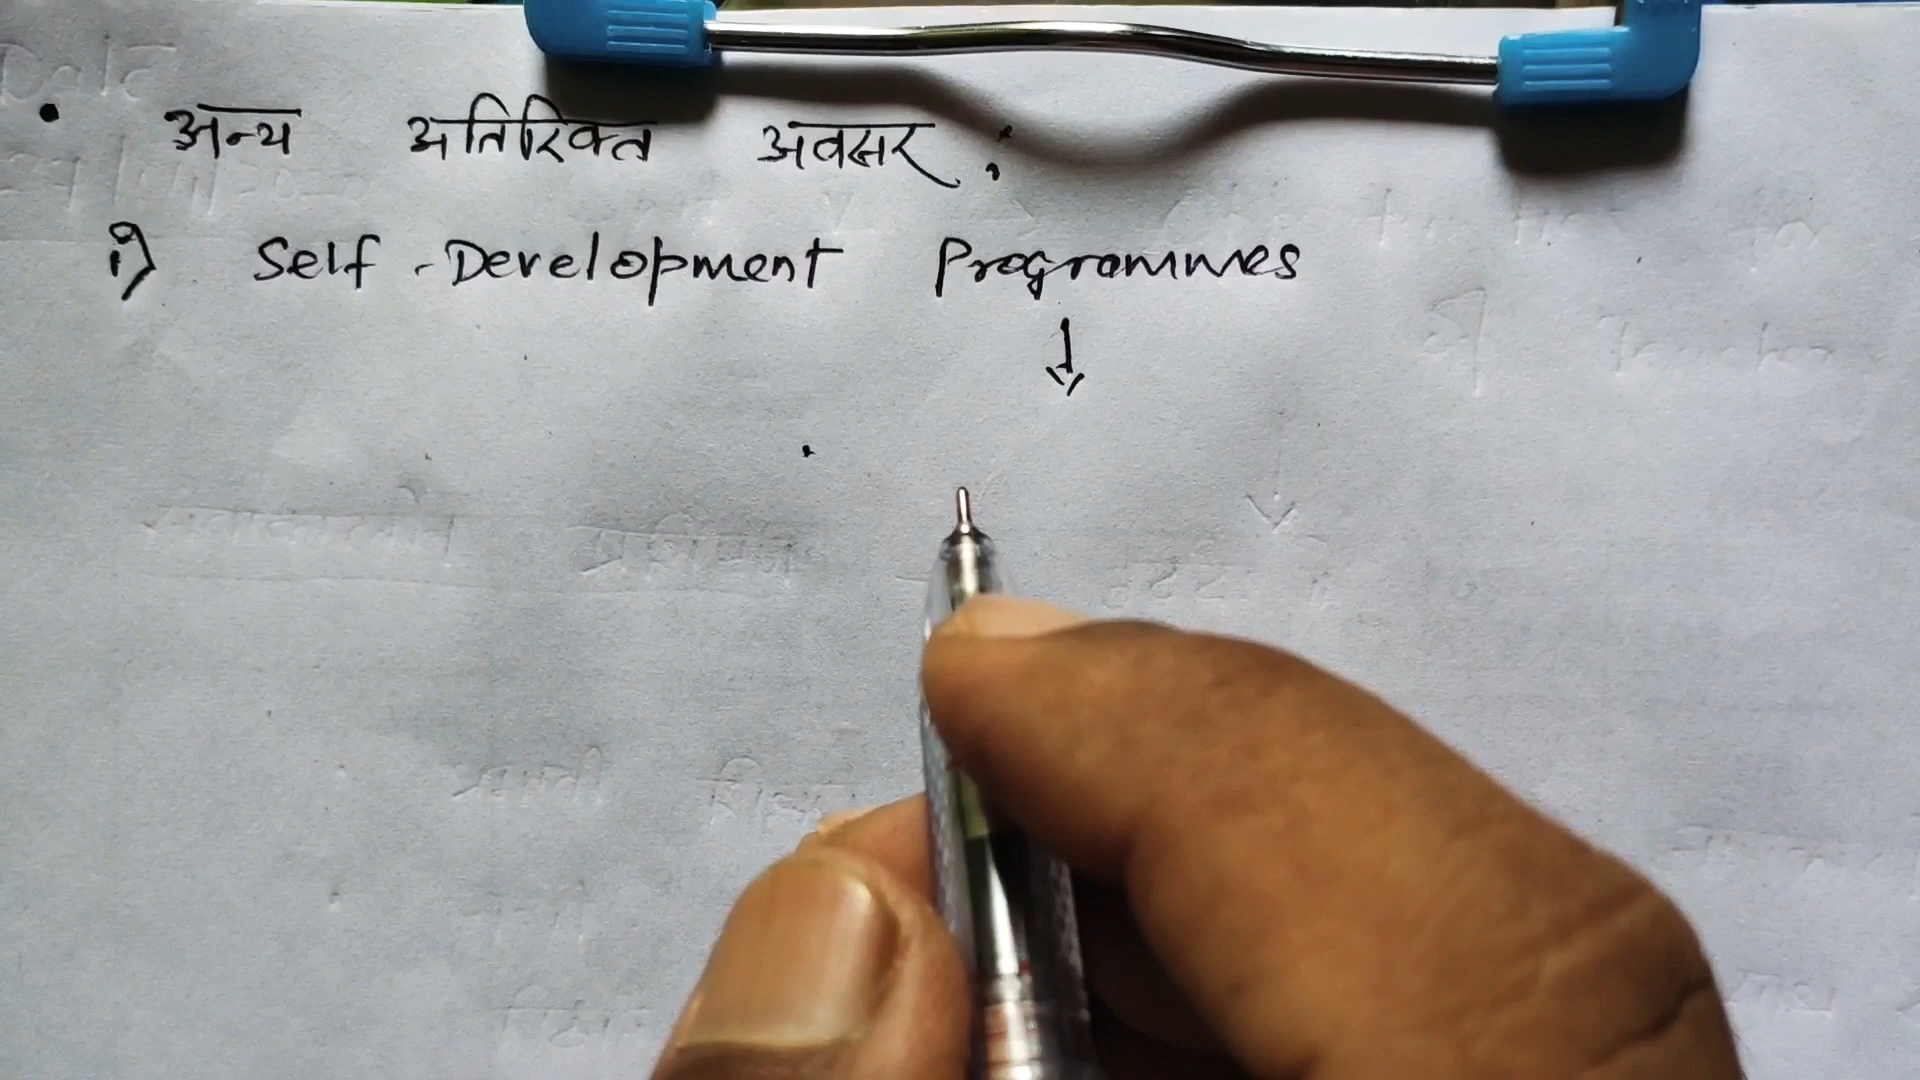 • अन्य अतिरिक्त अवसर :
i) Self-Development Programmes
↓